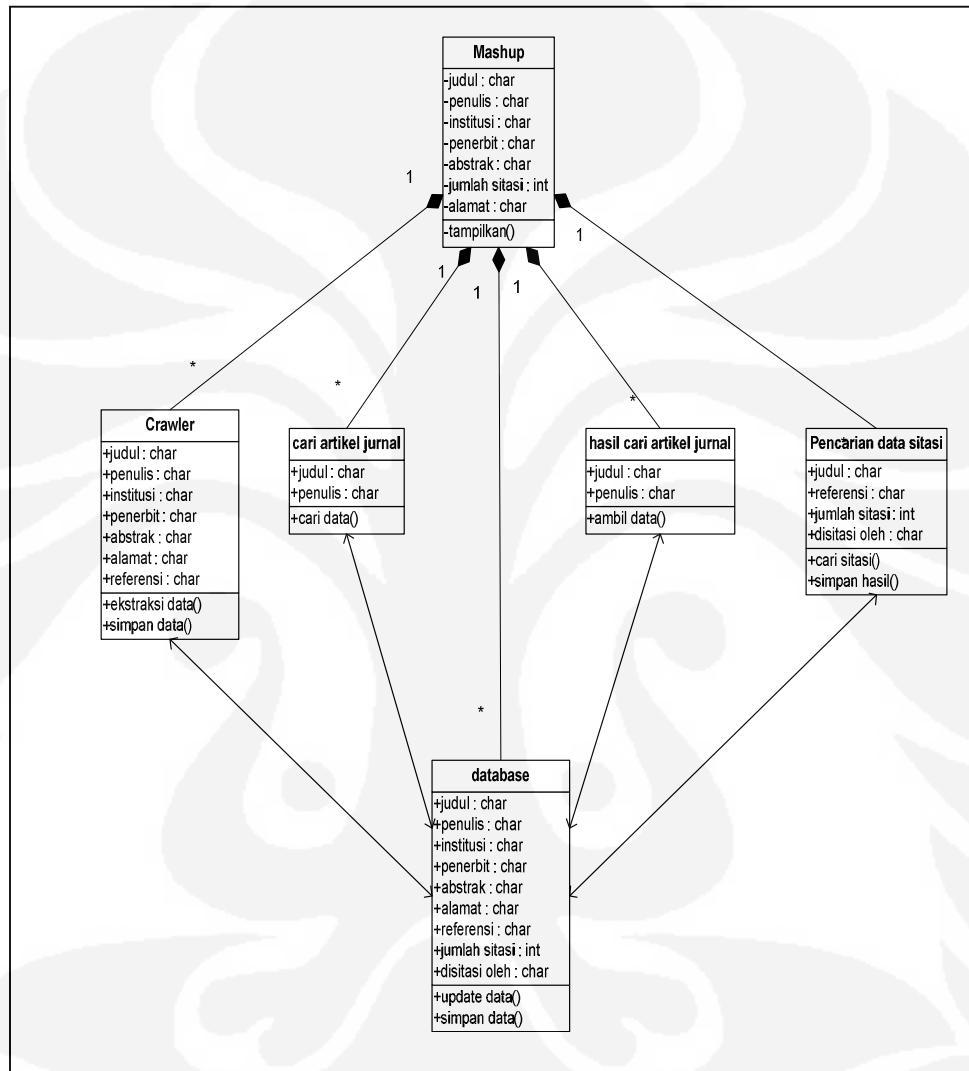 Mashup
-judul : char
-penulis : char
-institusi : char
-penerbit : char
-abstrak : char
-jumlah sitasi : int
-alamat : char
-tampilkan()
1
1
1
1
1
*
*
*
*
*
Crawler
+judul : char
+penulis : char
+institusi : char
+penerbit : char
+abstrak : char
+alamat : char
+referensi : char
+ekstraksi data()
+simpan data()
cari artikel jurnal
+judul : char
+penulis : char
+cari data()
hasil cari artikel jurnal
+judul : char
+penulis : char
+ambil data()
Pencarian data sitasi
+judul : char
+referensi : char
+jumlah sitasi : int
+disitasi oleh : char
+cari sitasi()
+simpan hasil()
database
+judul : char
+penulis : char
+institusi : char
+penerbit : char
+abstrak : char
+alamat : char
+referensi : char
+jumlah sitasi : int
+disitasi oleh : char
+update data()
+simpan data()